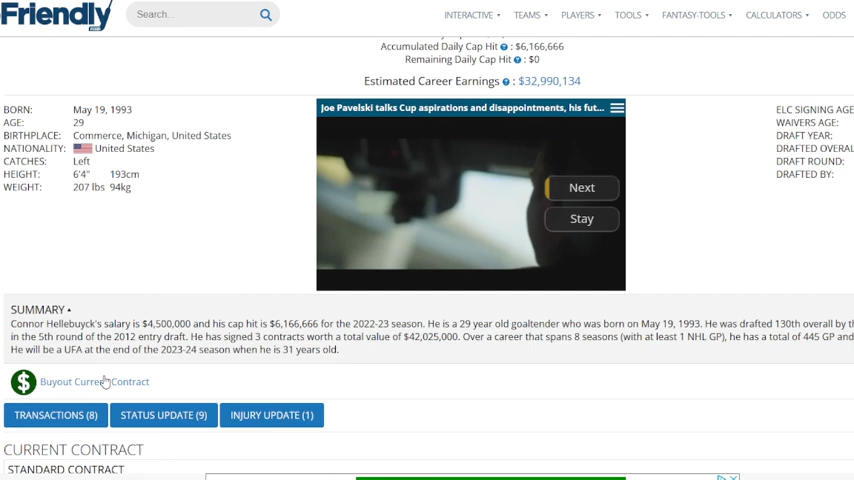 Friendly
Search...
INTERACTIVE
TEAMS
PLAYERS
TOOLS
FANTASY-TOOLS
CALCULATORS
ODDS
Accumulated Daily Cap Hit : $6,166,666
Remaining Daily Cap Hit : $0
Estimated Career Earnings : $32,990,134
BORN: May 19, 1993
AGE: 29
BIRTHPLACE: Commerce, Michigan, United States
NATIONALITY: United States
CATCHES: Left
HEIGHT: 6'4" 193cm
WEIGHT: 207 lbs 94kg
Joe Pavelski talks Cup aspirations and disappointments, his fut...
Next
Stay
ELC SIGNING AGE
WAIVERS AGE:
DRAFT YEAR:
DRAFTED OVERAL
DRAFT ROUND:
DRAFTED BY:
SUMMARY
Connor Hellebuyck's salary is $4,500,000 and his cap hit is $6,166,666 for the 2022-23 season. He is a 29 year old goaltender who was born on May 19, 1993. He was drafted 130th overall by th
in the 5th round of the 2012 entry draft. He has signed 3 contracts worth a total value of $42,025,000. Over a career that spans 8 seasons (with at least 1 NHL GP), he has a total of 445 GP and
He will be a UFA at the end of the 2023-24 season when he is 31 years old.
$ Buyout Current Contract
TRANSACTIONS (8)
STATUS UPDATE (9)
INJURY UPDATE (1)
CURRENT CONTRACT
STANDARD CONTRACT